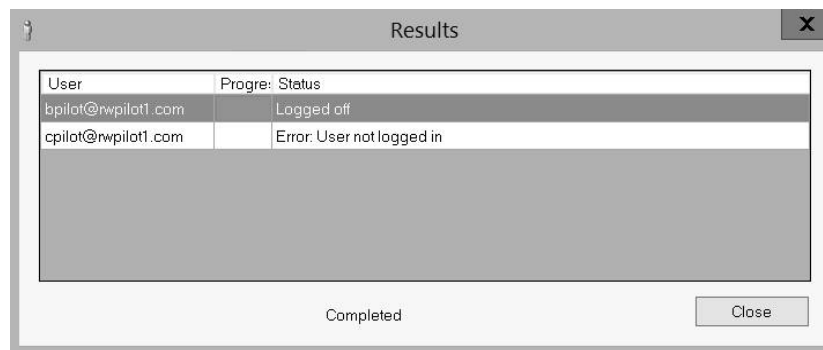 Results
X
User Progre: Status
bpilot@rwpilot1.com Logged off
cpilot@rwpilot1.com Error: User not logged in
Completed
Close